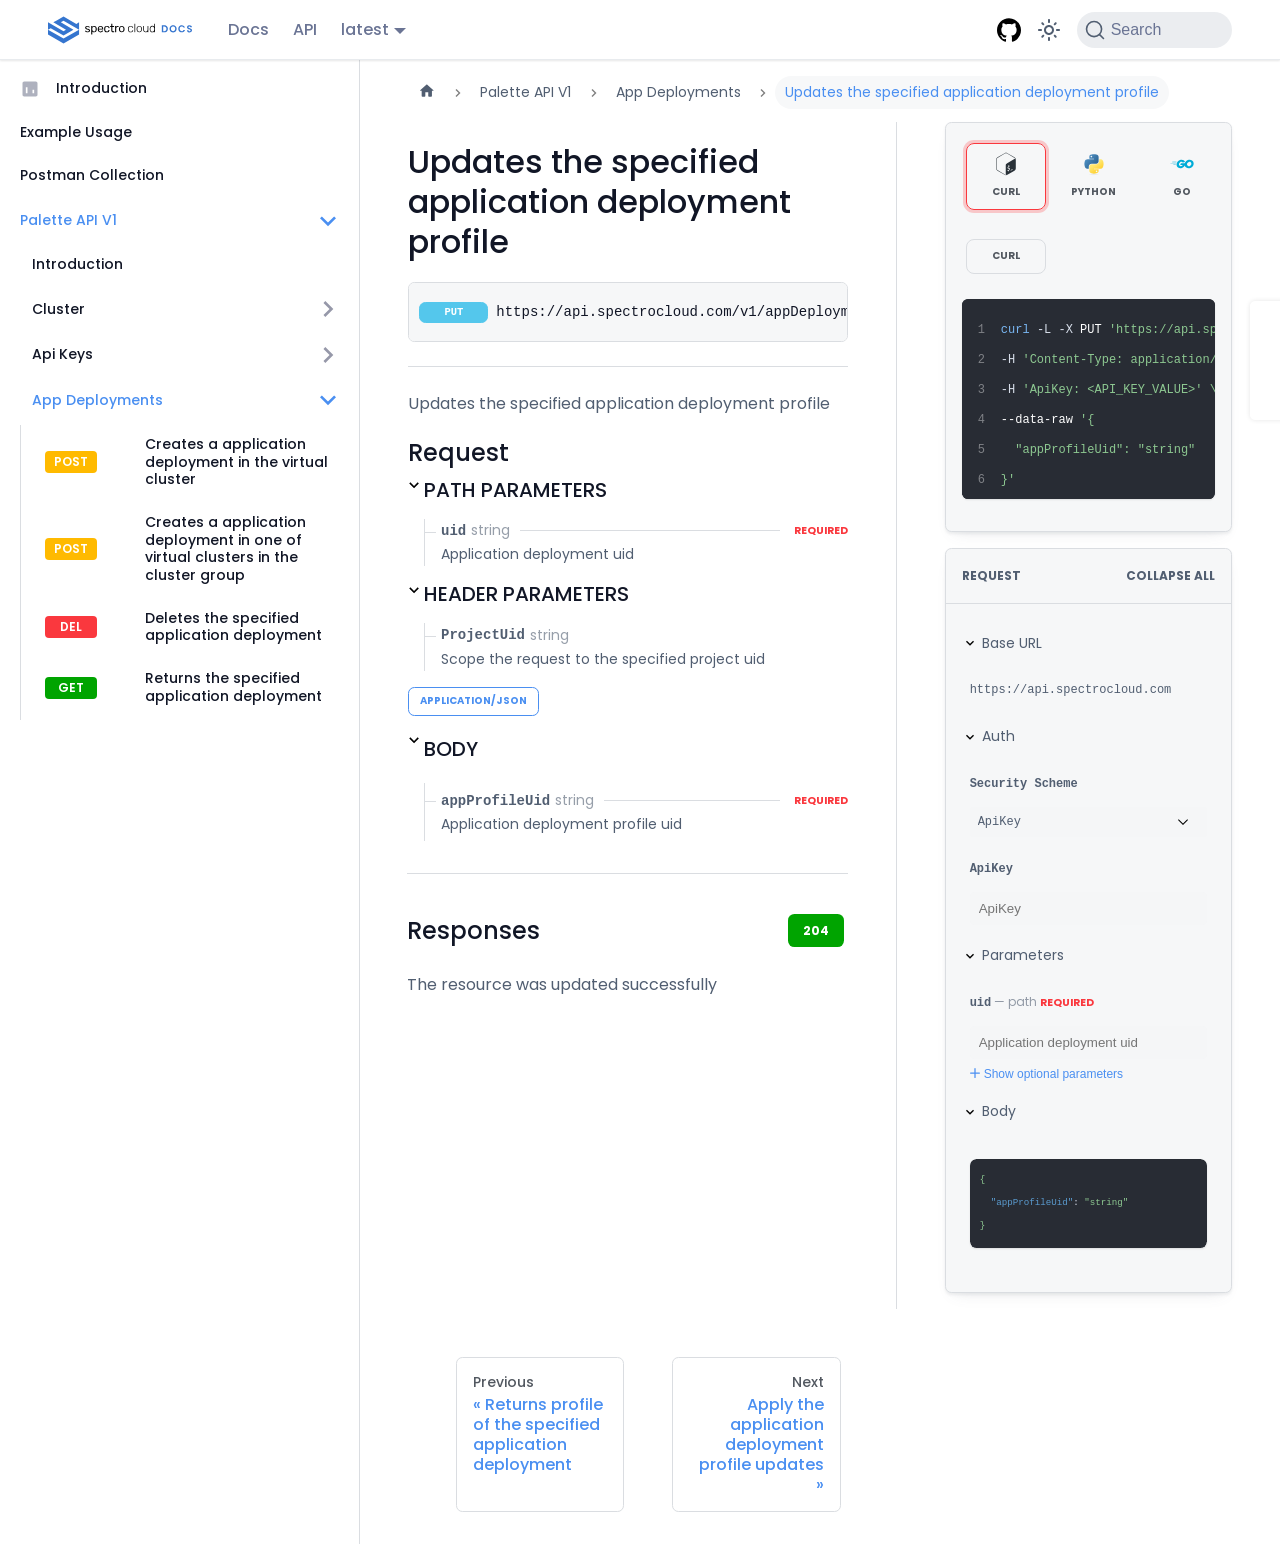 spectro cloud DOCS
Docs
API
latest
Search
Introduction
Example Usage
Postman Collection
Palette API V1
Introduction
Cluster
Api Keys
App Deployments
POST
Creates a application
deployment in the virtual
cluster
POST
Creates a application
deployment in one of
virtual clusters in the
cluster group
DEL
Deletes the specified
application deployment
GET
Returns the specified
application deployment
Palette API V1
App Deployments
Updates the specified application deployment profile
Updates the specified
application deployment
profile
PUT https://api.spectrocloud.com/v1/appDeploym
Updates the specified application deployment profile
Request
PATH PARAMETERS
uid string REQUIRED
Application deployment uid
HEADER PARAMETERS
ProjectUid string
Scope the request to the specified project uid
APPLICATION/JSON
BODY
appProfileUid string REQUIRED
Application deployment profile uid
Responses
204
The resource was updated successfully
CURL
PYTHON
GO
CURL
1 curl -L -X PUT 'https://api.sp
2 -H 'Content-Type: application/
3 -H 'ApiKey: <API_KEY_VALUE>' \
4 --data-raw '{
5 "appProfileUid": "string"
6 }'
REQUEST
COLLAPSE ALL
Base URL
https://api.spectrocloud.com
Auth
Security Scheme
ApiKey
ApiKey
ApiKey
Parameters
uid — path REQUIRED
Application deployment uid
Show optional parameters
Body
{
"appProfileUid": "string"
}
Previous
« Returns profile
of the specified
application
deployment
Next
Apply the
application
deployment
profile updates
»